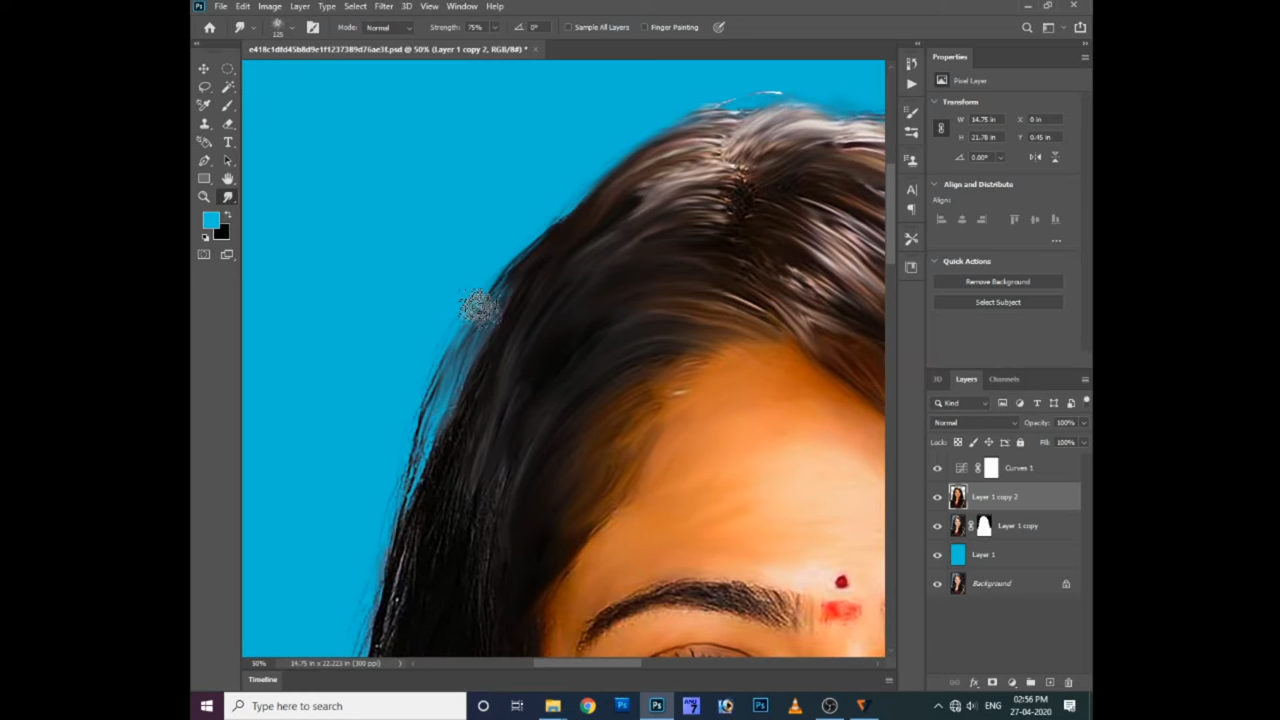 File Edit Image Layer Type Select Filter 3D View Window Help
125 Mode: Normal Strength: 75% 0° Sample All Layers Finger Painting
e418c1dfd45b8d9e1f1237389d76ae3f.psd @ 50% (Layer 1 copy 2, RGB/8#) * ×
Properties
Pixel Layer
Transform
W 14.75 in X 0 in
H 21.78 in Y 0.45 in
0.00°
Align and Distribute
Align:
Quick Actions
Remove Background
Select Subject
3D Layers Channels
Kind
Normal Opacity: 100%
Lock: Fill: 100%
Curves 1
Layer 1 copy 2
Layer 1 copy
Layer 1
Background
50% 14.75 in x 22.223 in (300 ppi)
Timeline
Type here to search
ENG
02:56 PM
27-04-2020